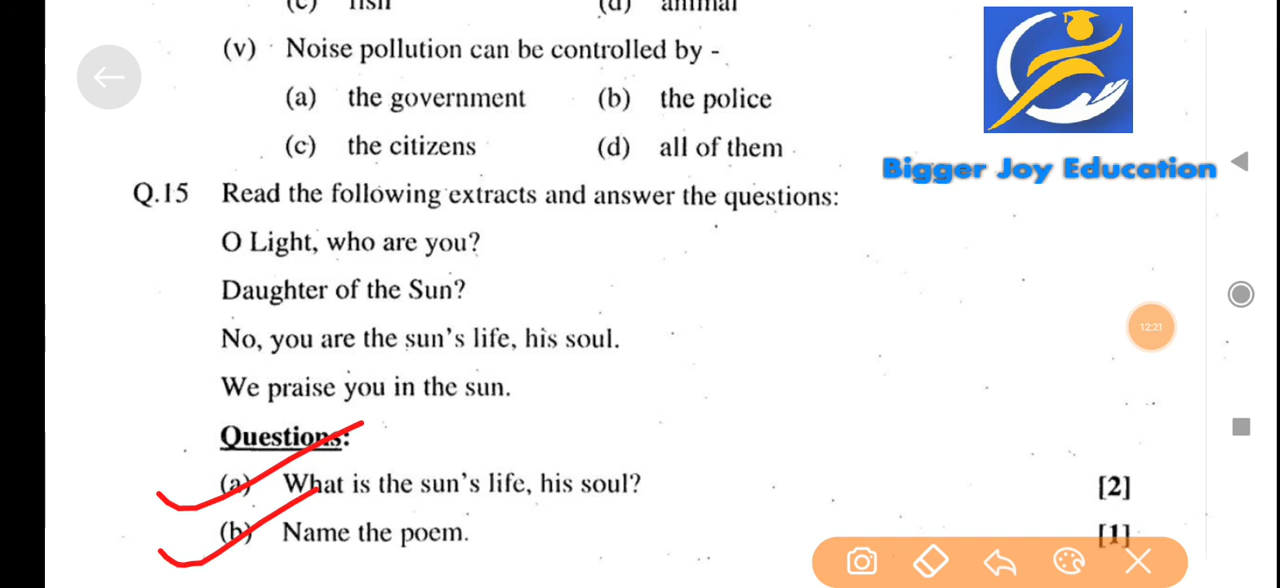 (c) fish (d) animal
(v) Noise pollution can be controlled by -
(a) the government (b) the police
(c) the citizens (d) all of them
Bigger Joy Education
Q.15 Read the following extracts and answer the questions:
O Light, who are you?
Daughter of the Sun?
No, you are the sun's life, his soul.
12:21
We praise you in the sun.
Questions:
(a) What is the sun's life, his soul? [2]
(b) Name the poem. [1]